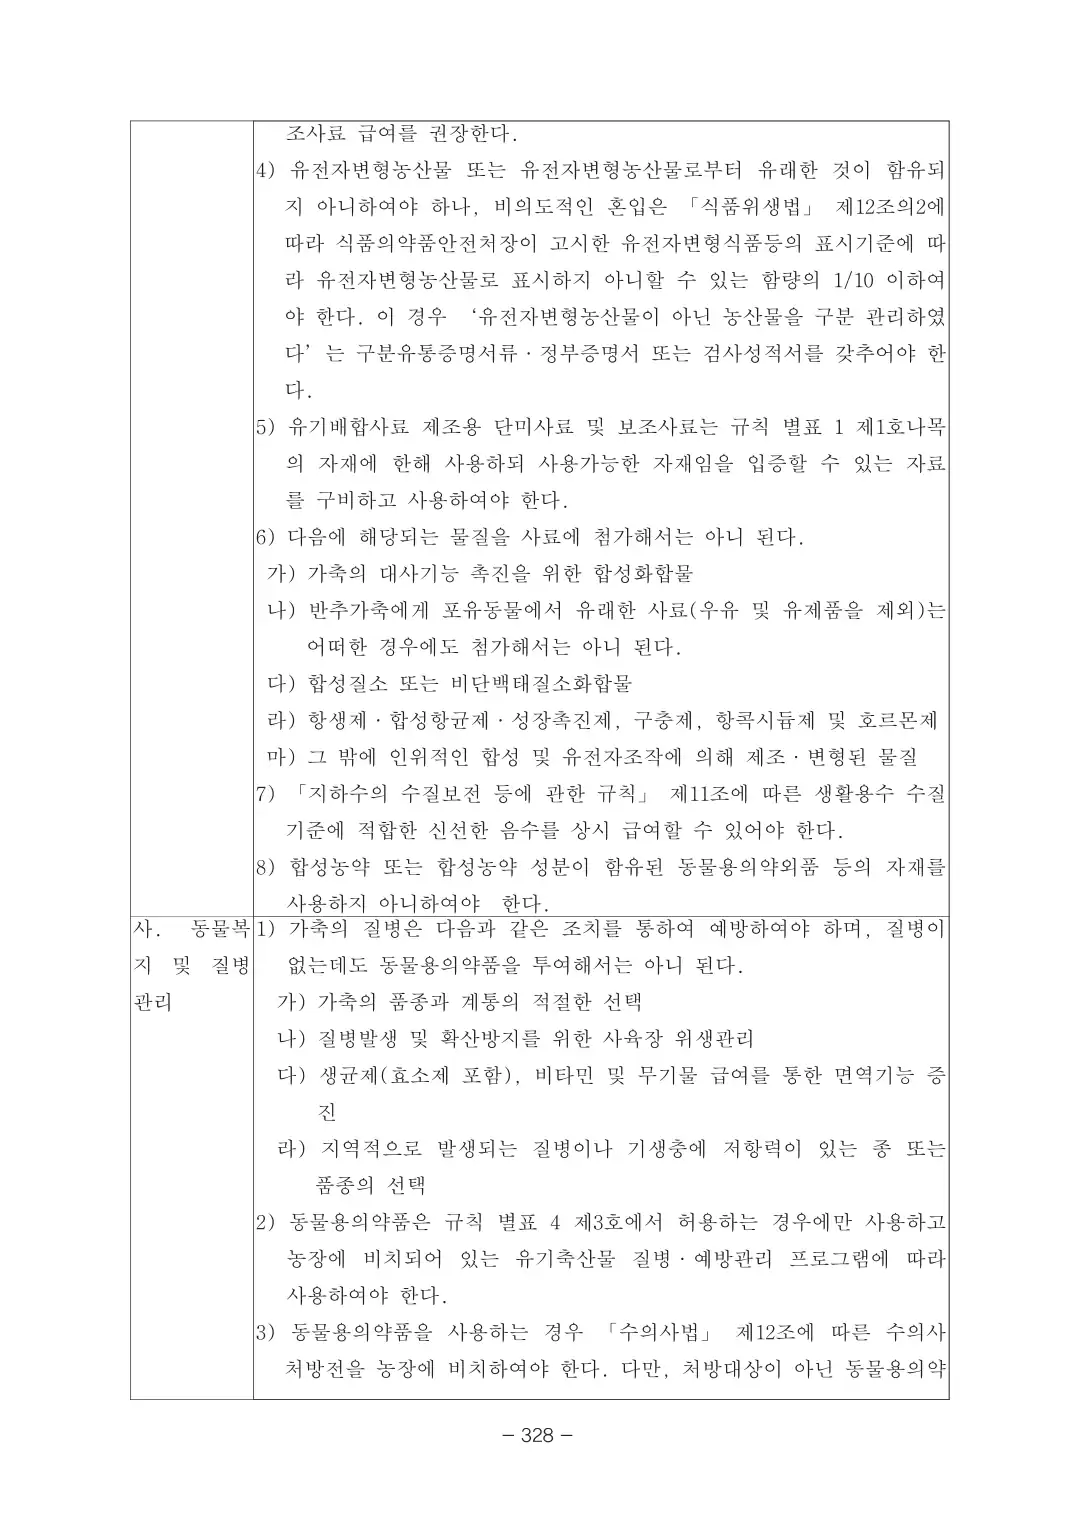 조사료 급여를 권장한다.
4) 유전자변형농산물 또는 유전자변형농산물로부터 유래한 것이 함유되
지 아니하여야 하나, 비의도적인 혼입은 「식품위생법」 제12조의2에
따라 식품의약품안전처장이 고시한 유전자변형식품등의 표시기준에 따
라 유전자변형농산물로 표시하지 아니할 수 있는 함량의 1/10 이하여
야 한다. 이 경우 ‘유전자변형농산물이 아닌 농산물을 구분 관리하였
다’는 구분유통증명서류·정부증명서 또는 검사성적서를 갖추어야 한
다.
5) 유기배합사료 제조용 단미사료 및 보조사료는 규칙 별표 1 제1호나목
의 자재에 한해 사용하되 사용가능한 자재임을 입증할 수 있는 자료
를 구비하고 사용하여야 한다.
6) 다음에 해당되는 물질을 사료에 첨가해서는 아니 된다.
가) 가축의 대사기능 촉진을 위한 합성화합물
나) 반추가축에게 포유동물에서 유래한 사료(우유 및 유제품을 제외)는
어떠한 경우에도 첨가해서는 아니 된다.
다) 합성질소 또는 비단백태질소화합물
라) 항생제·합성항균제·성장촉진제, 구충제, 항콕시듐제 및 호르몬제
마) 그 밖에 인위적인 합성 및 유전자조작에 의해 제조·변형된 물질
7) 「지하수의 수질보전 등에 관한 규칙」 제11조에 따른 생활용수 수질
기준에 적합한 신선한 음수를 상시 급여할 수 있어야 한다.
8) 합성농약 또는 합성농약 성분이 함유된 동물용의약외품 등의 자재를
사용하지 아니하여야 한다.
사. 동물복
지 및 질병
관리
1) 가축의 질병은 다음과 같은 조치를 통하여 예방하여야 하며, 질병이
없는데도 동물용의약품을 투여해서는 아니 된다.
가) 가축의 품종과 계통의 적절한 선택
나) 질병발생 및 확산방지를 위한 사육장 위생관리
다) 생균제(효소제 포함), 비타민 및 무기물 급여를 통한 면역기능 증
진
라) 지역적으로 발생되는 질병이나 기생충에 저항력이 있는 종 또는
품종의 선택
2) 동물용의약품은 규칙 별표 4 제3호에서 허용하는 경우에만 사용하고
농장에 비치되어 있는 유기축산물 질병·예방관리 프로그램에 따라
사용하여야 한다.
3) 동물용의약품을 사용하는 경우 「수의사법」 제12조에 따른 수의사
처방전을 농장에 비치하여야 한다. 다만, 처방대상이 아닌 동물용의약
- 328 -